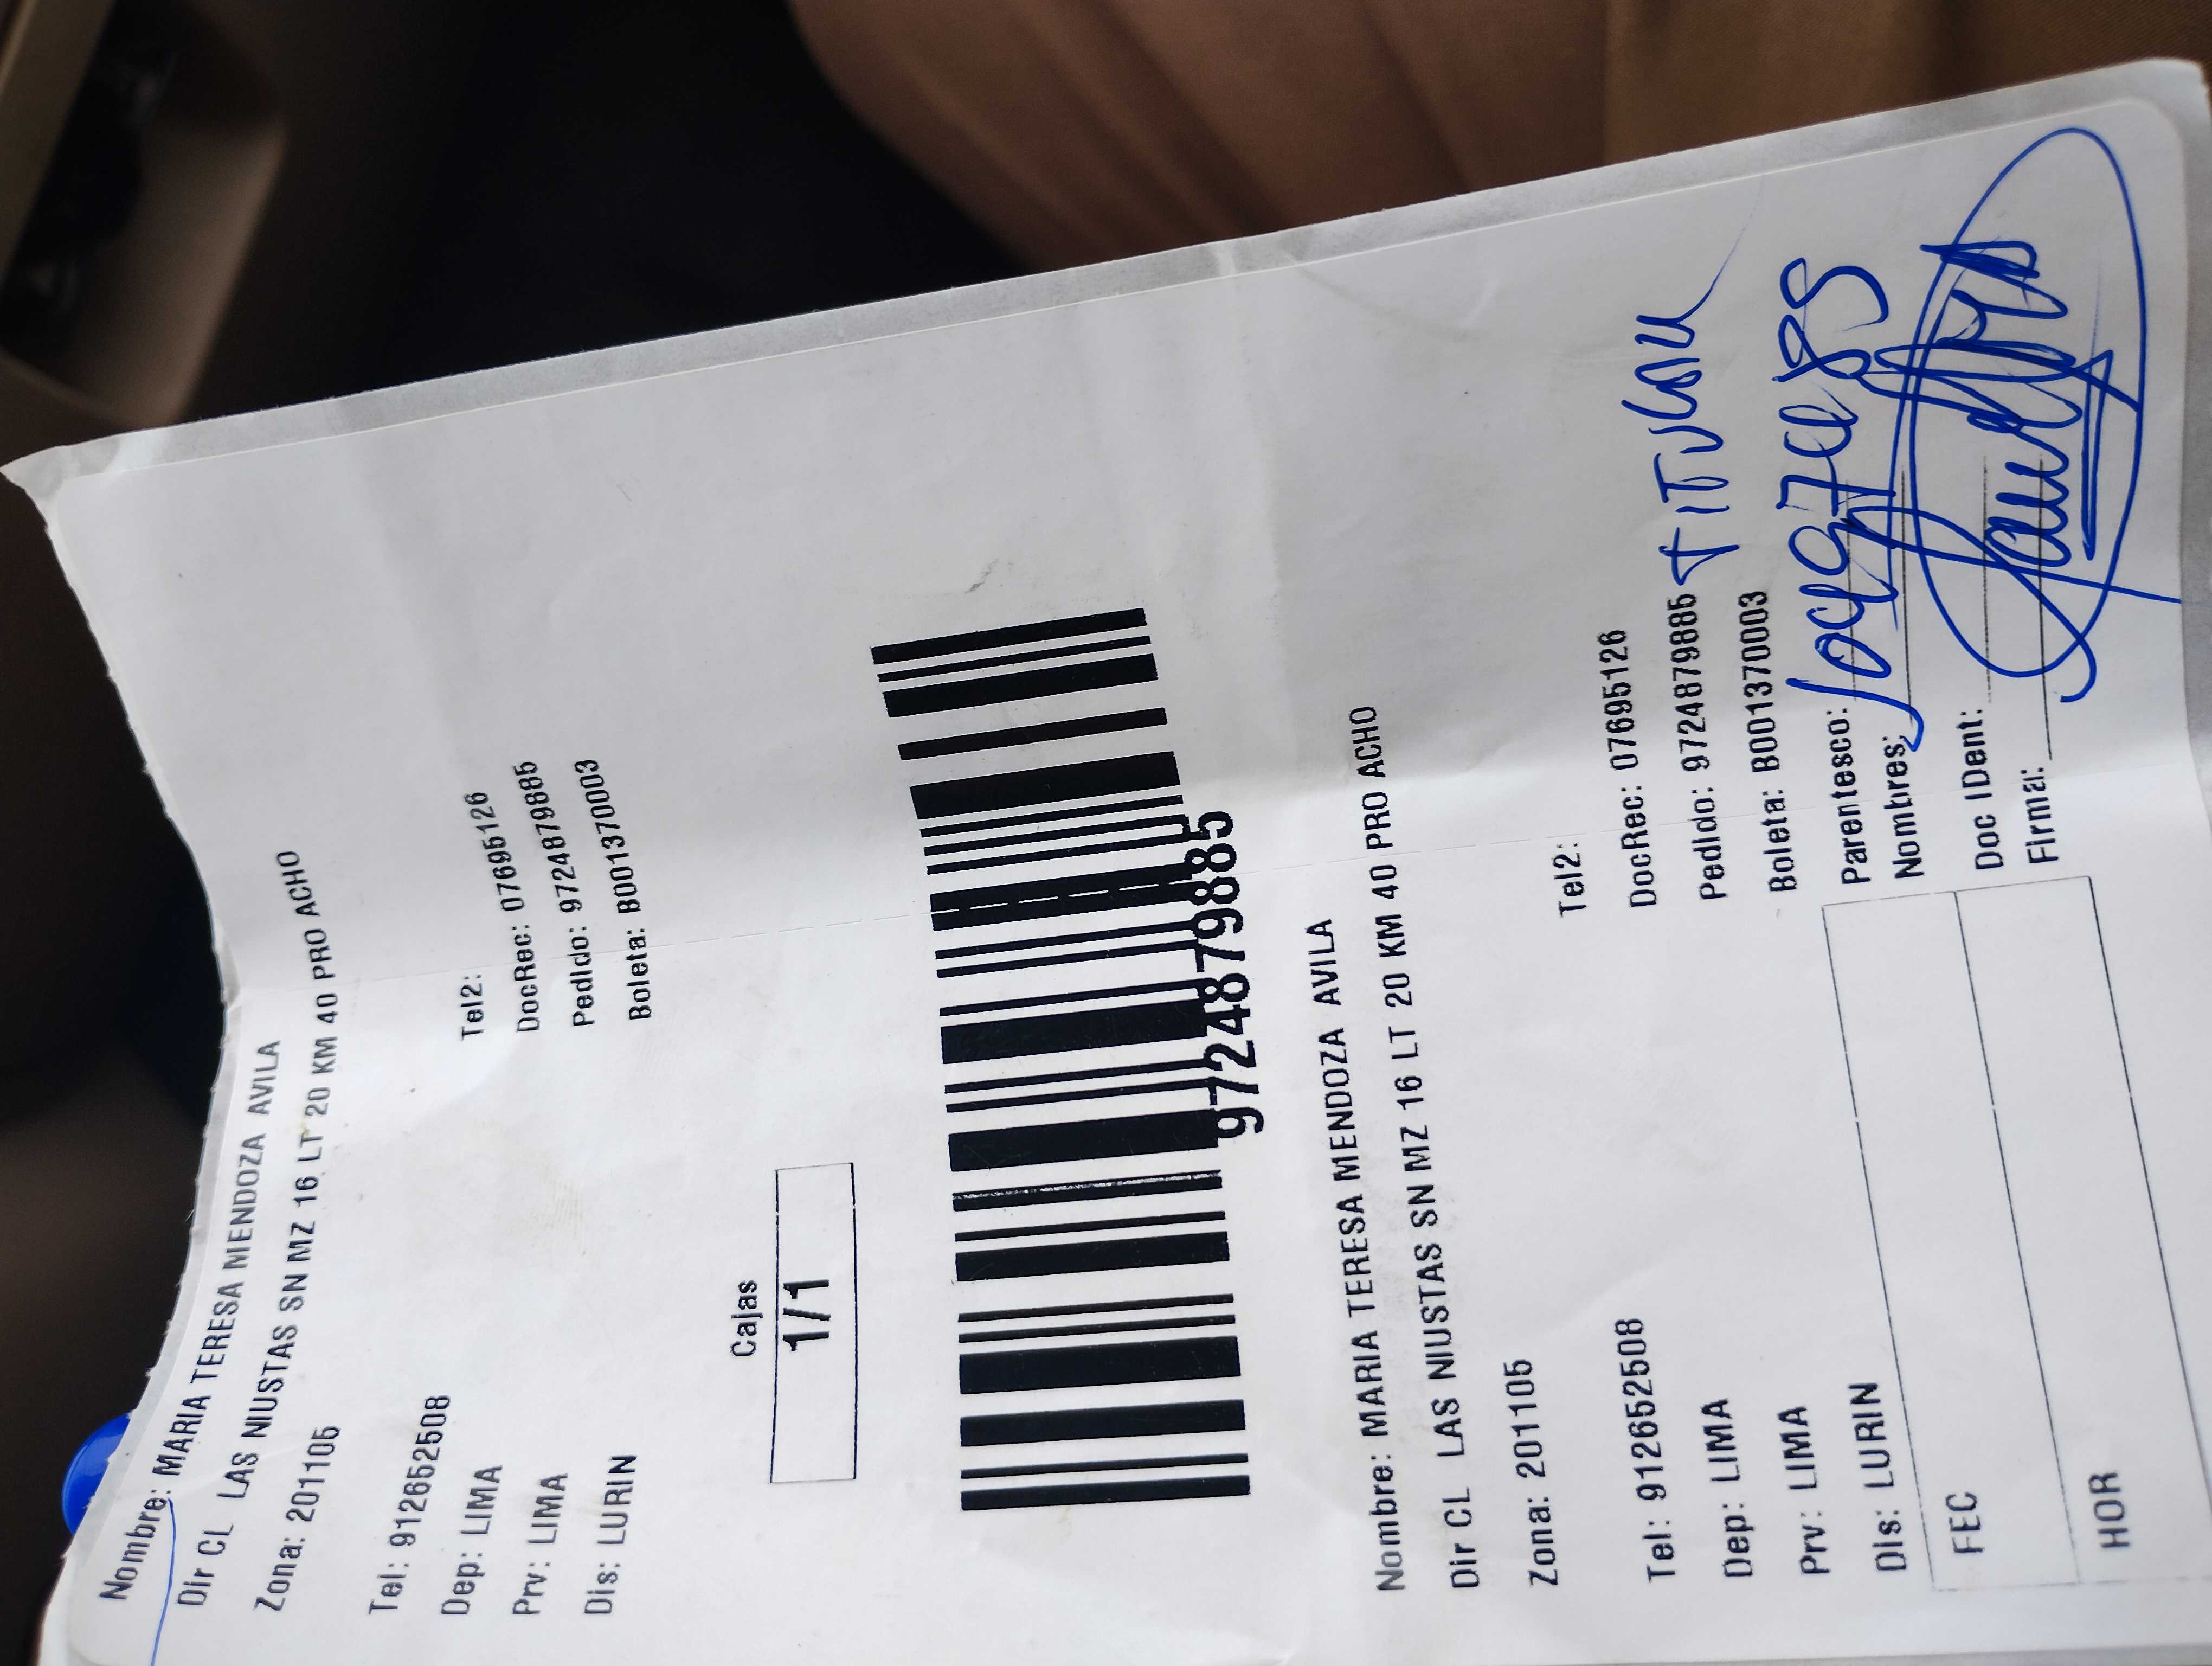 Nombre: MARIA TERESA MENDOZA AVILA
Dir CL LAS NIUSTAS SN MZ 16 LT 20 KM 40 PRO ACHO
Zona: 201105
Tel: 912652508
Tel2:
Dep: LIMA
DocRec: 07695126
Prv: LIMA
Pedido: 972487985
Dis: LURIN
Boleta: B001370003
Cajas
1/1
972487985
Nombre: MARIA TERESA MENDOZA AVILA
Dir CL LAS NIUSTAS SN MZ 16 LT 20 KM 40 PRO ACHO
Zona: 201105
Tel: 912652508
Tel2:
Dep: LIMA
DocRec: 07695126
Prv: LIMA
Pedido: 972487985 TITULAR
Dis: LURIN
Boleta: B001370003
Parentesco:
Nombres:
Doc IDent:
Firma:
FEC
HOR